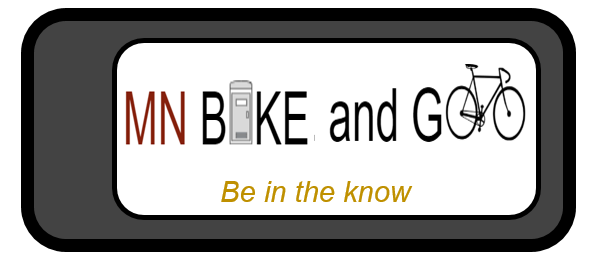 MN BIKE and GO
Be in the know